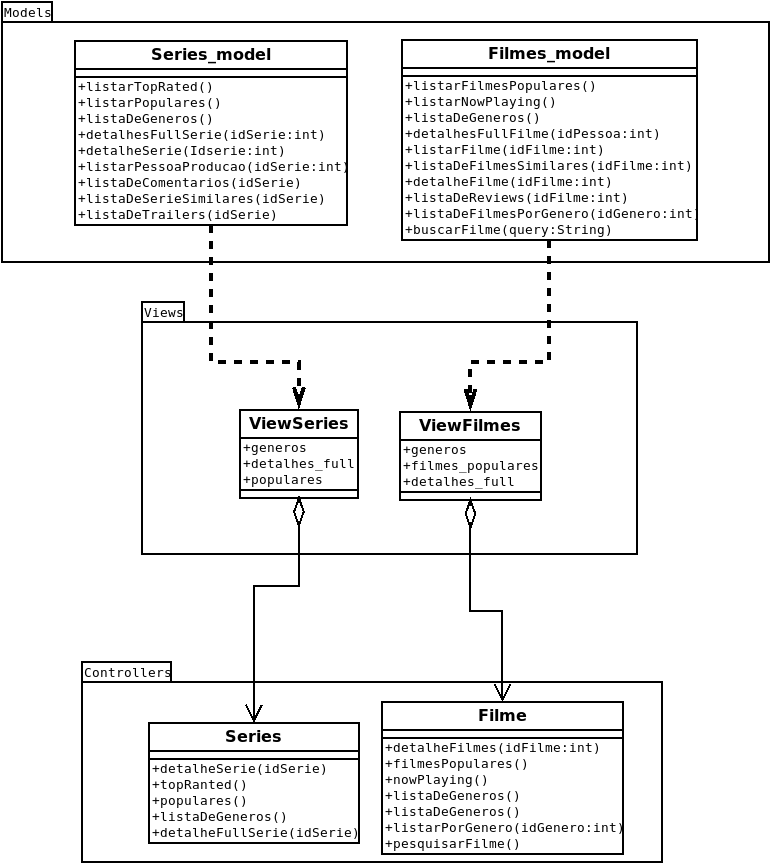 Models
Series_model
+listarTopRated()
+listarPopulares()
+listaDeGeneros()
+detalhesFullSerie(idSerie:int)
+detalheSerie(Idserie:int)
+listarPessoaProducao(idSerie:int)
+listaDeComentarios(idSerie)
+listaDeSerieSimilares(idSerie)
+listaDeTrailers(idSerie)
Filmes_model
+listarFilmesPopulares()
+listarNowPlaying()
+listaDeGeneros()
+detalhesFullFilme(idPessoa:int)
+listarFilme(idFilme:int)
+listaDeFilmesSimilares(idFilme:int)
+detalheFilme(idFilme:int)
+listaDeReviews(idFilme:int)
+listaDeFilmesPorGenero(idGenero:int)
+buscarFilme(query:String)
Views
ViewSeries
+generos
+detalhes_full
+populares
ViewFilmes
+generos
+filmes_populares
+detalhes_full
Controllers
Series
+detalheSerie(idSerie)
+topRanted()
+populares()
+listaDeGeneros()
+detalheFullSerie(idSerie)
Filme
+detalheFilmes(idFilme:int)
+filmesPopulares()
+nowPlaying()
+listaDeGeneros()
+listaDeGeneros()
+listarPorGenero(idGenero:int)
+pesquisarFilme()